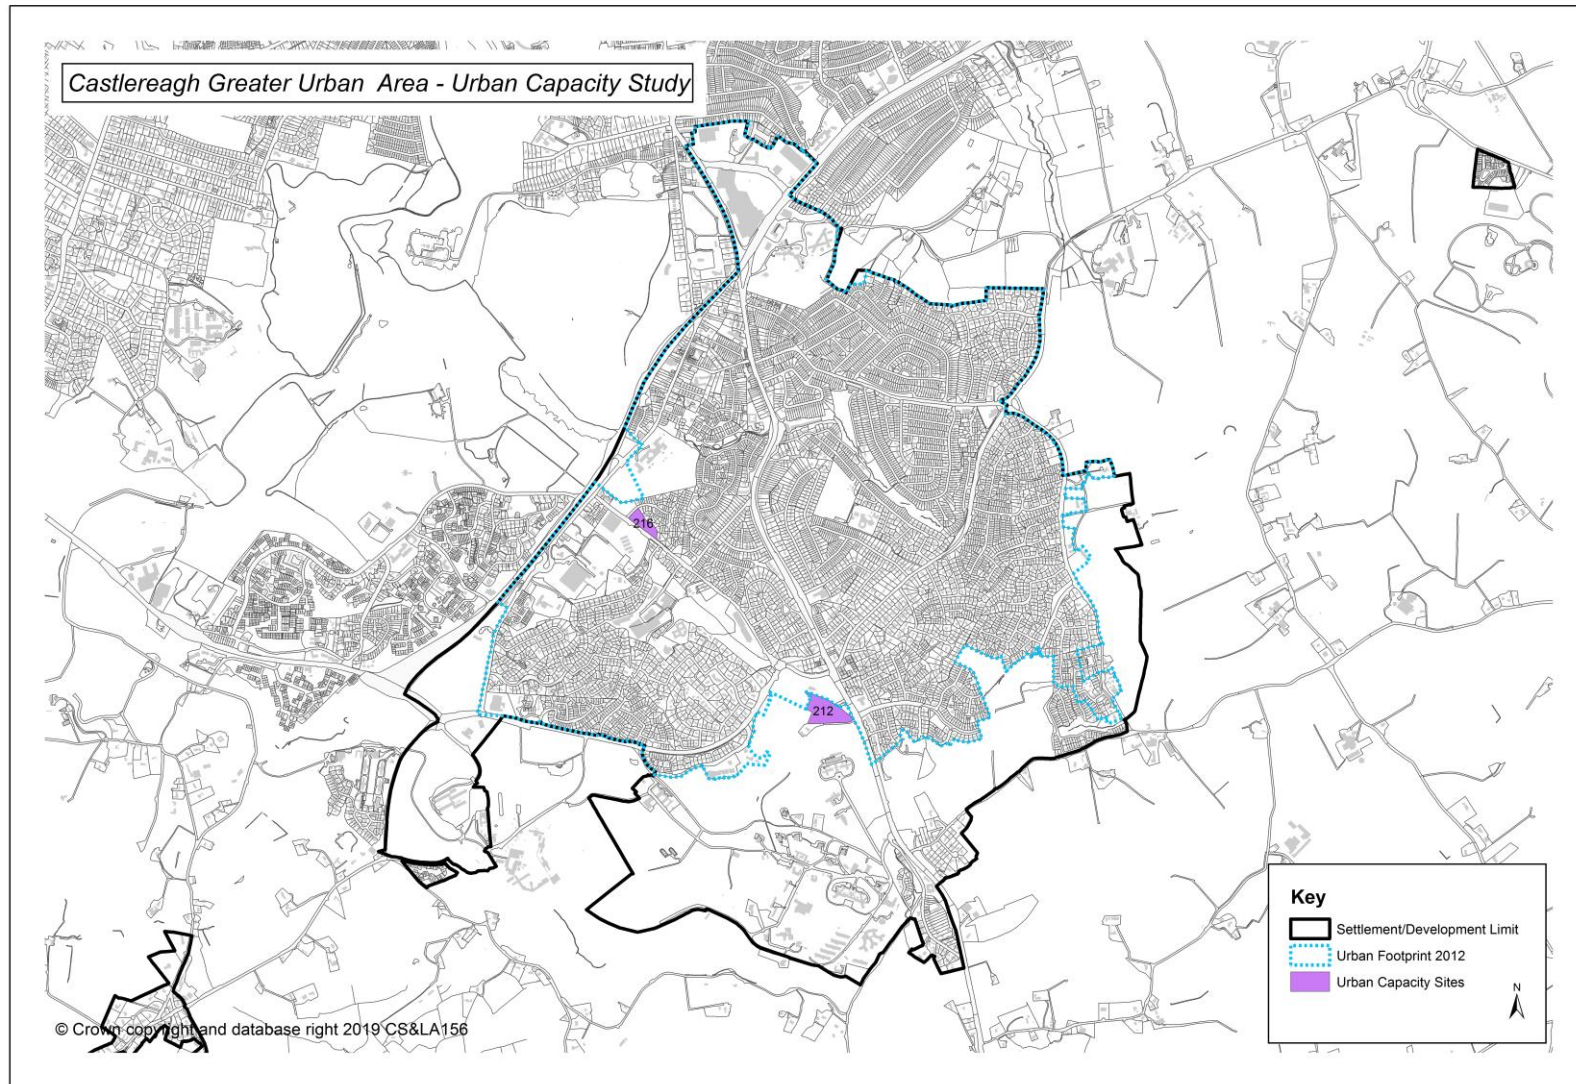 Castlereagh Greater Urban Area - Urban Capacity Study
216
212
Key
Settlement/Development Limit
Urban Footprint 2012
Urban Capacity Sites
N
© Crown copyright and database right 2019 CS&LA156